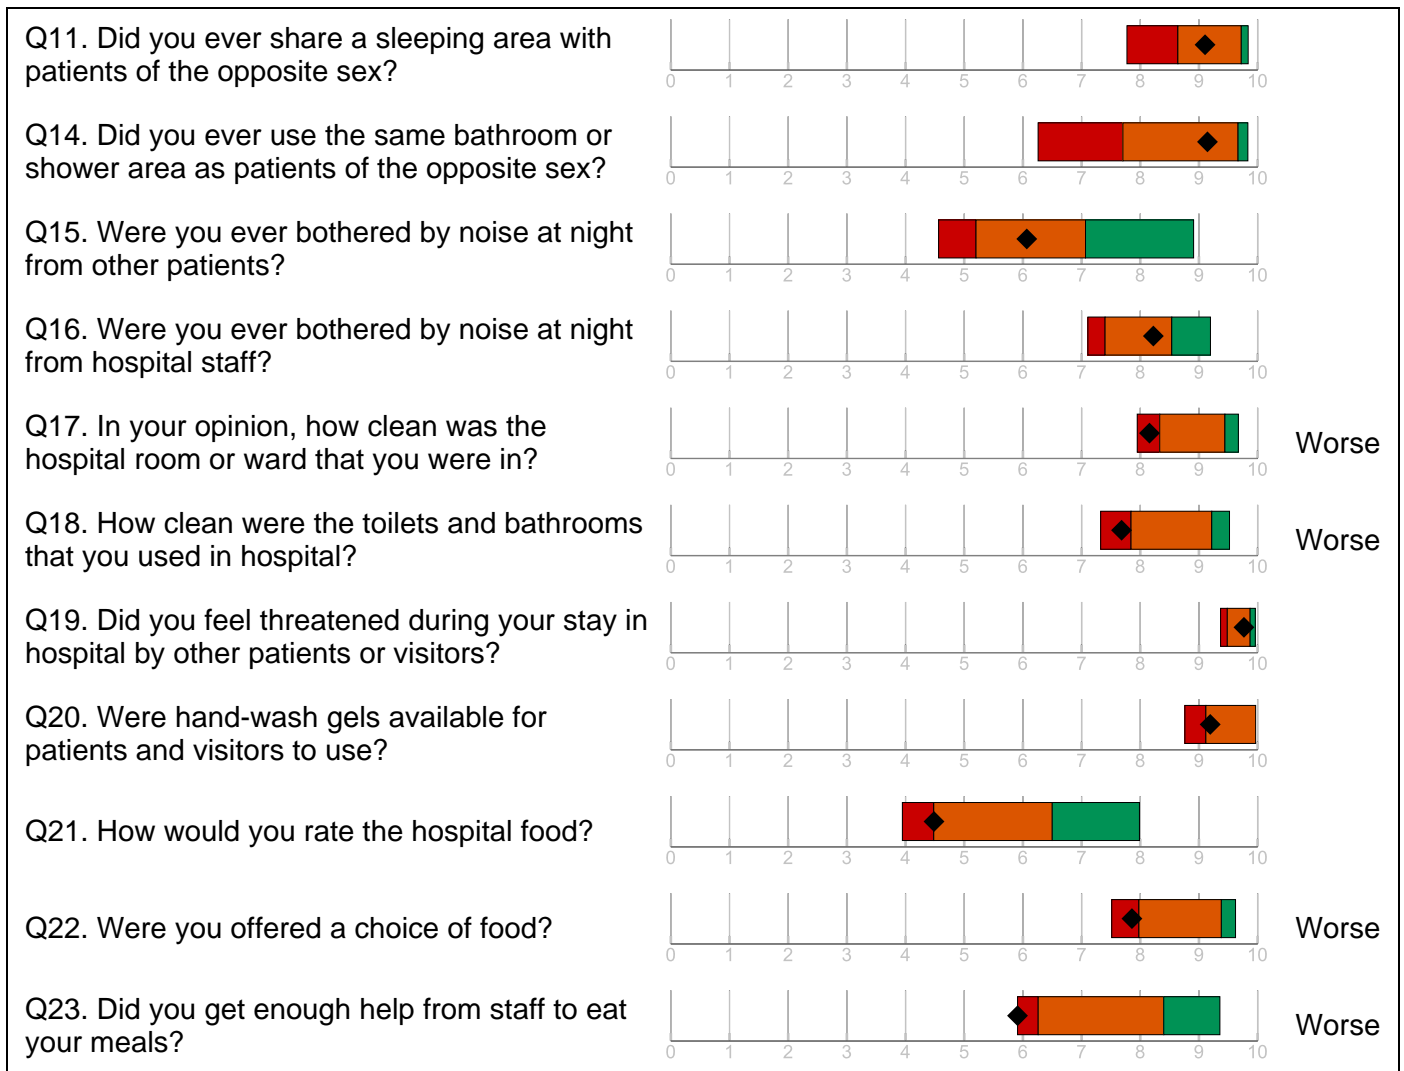 Q11. Did you ever share a sleeping area with
patients of the opposite sex?
0 1 2 3 4 5 6 7 8 9 10
Q14. Did you ever use the same bathroom or
shower area as patients of the opposite sex?
0 1 2 3 4 5 6 7 8 9 10
Q15. Were you ever bothered by noise at night
from other patients?
0 1 2 3 4 5 6 7 8 9 10
Q16. Were you ever bothered by noise at night
from hospital staff?
0 1 2 3 4 5 6 7 8 9 10
Q17. In your opinion, how clean was the
hospital room or ward that you were in?
Worse
0 1 2 3 4 5 6 7 8 9 10
Q18. How clean were the toilets and bathrooms
that you used in hospital?
Worse
0 1 2 3 4 5 6 7 8 9 10
Q19. Did you feel threatened during your stay in
hospital by other patients or visitors?
0 1 2 3 4 5 6 7 8 9 10
Q20. Were hand-wash gels available for
patients and visitors to use?
0 1 2 3 4 5 6 7 8 9 10
Q21. How would you rate the hospital food?
0 1 2 3 4 5 6 7 8 9 10
Q22. Were you offered a choice of food?
Worse
0 1 2 3 4 5 6 7 8 9 10
Q23. Did you get enough help from staff to eat
your meals?
Worse
0 1 2 3 4 5 6 7 8 9 10